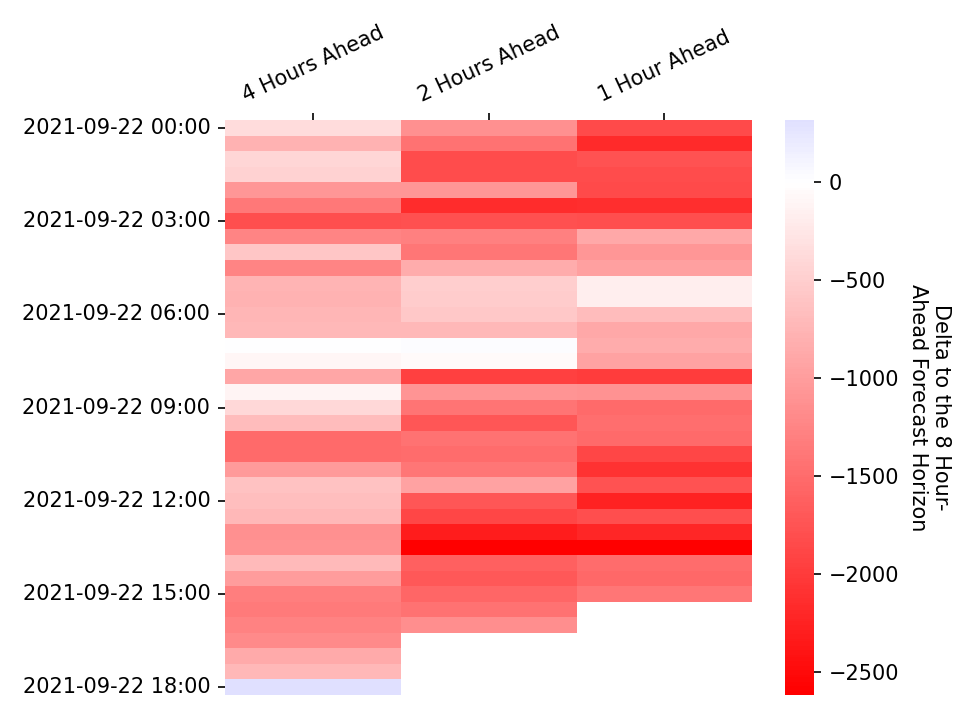 4 Hours Ahead
2 Hours Ahead
1 Hour Ahead
2021-09-22 00:00
2021-09-22 03:00
2021-09-22 06:00
2021-09-22 09:00
2021-09-22 12:00
2021-09-22 15:00
2021-09-22 18:00
0
−500
−1000
−1500
−2000
−2500
Delta to the 8 Hour-
Ahead Forecast Horizon